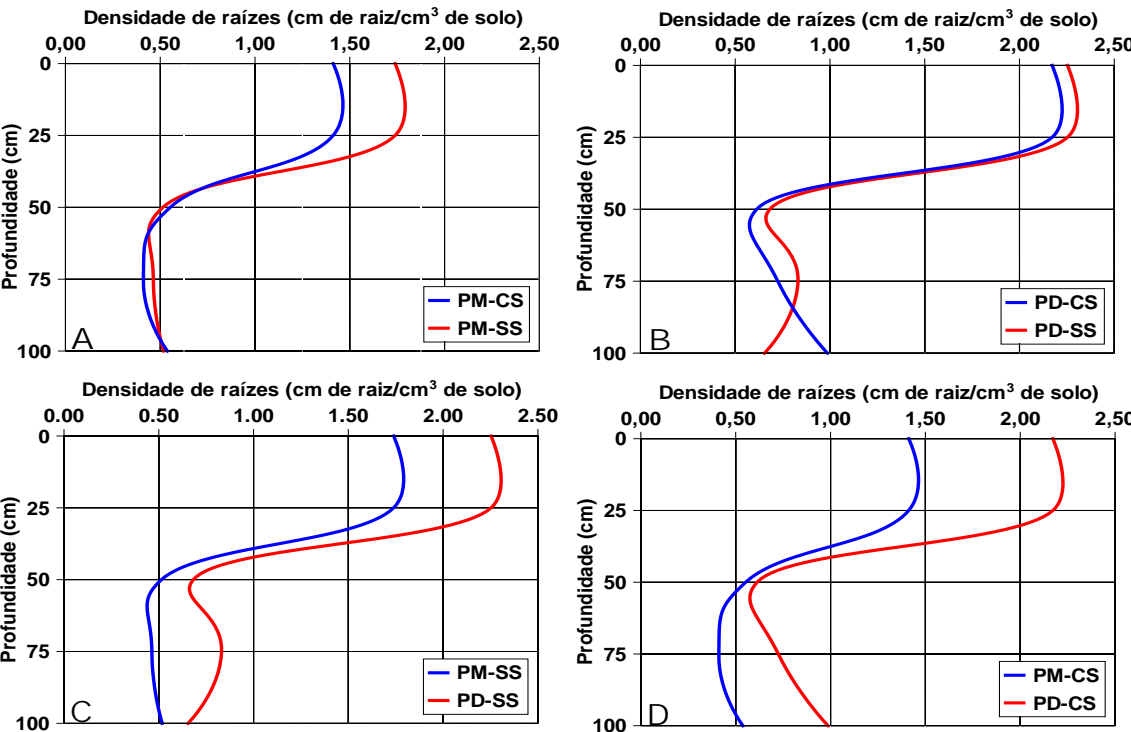 Densidade de raízes (cm de raiz/cm³ de solo)
0,00 0,50 1,00 1,50 2,00 2,50
0
25
50
75
100
Profundidade (cm)
PM-CS
PM-SS
A
Densidade de raízes (cm de raiz/cm³ de solo)
0,00 0,50 1,00 1,50 2,00 2,50
0
25
50
75
100
Profundidade (cm)
PD-CS
PD-SS
B
Densidade de raízes (cm de raiz/cm³ de solo)
0.00 0.50 1.00 1.50 2.00 2.50
0
25
50
75
100
Profundidade (cm)
PM-SS
PD-SS
C
Densidade de raízes (cm de raiz/cm³ de solo)
0,00 0,50 1,00 1,50 2,00 2,50
0
25
50
75
100
Profundidade (cm)
PM-CS
PD-CS
D